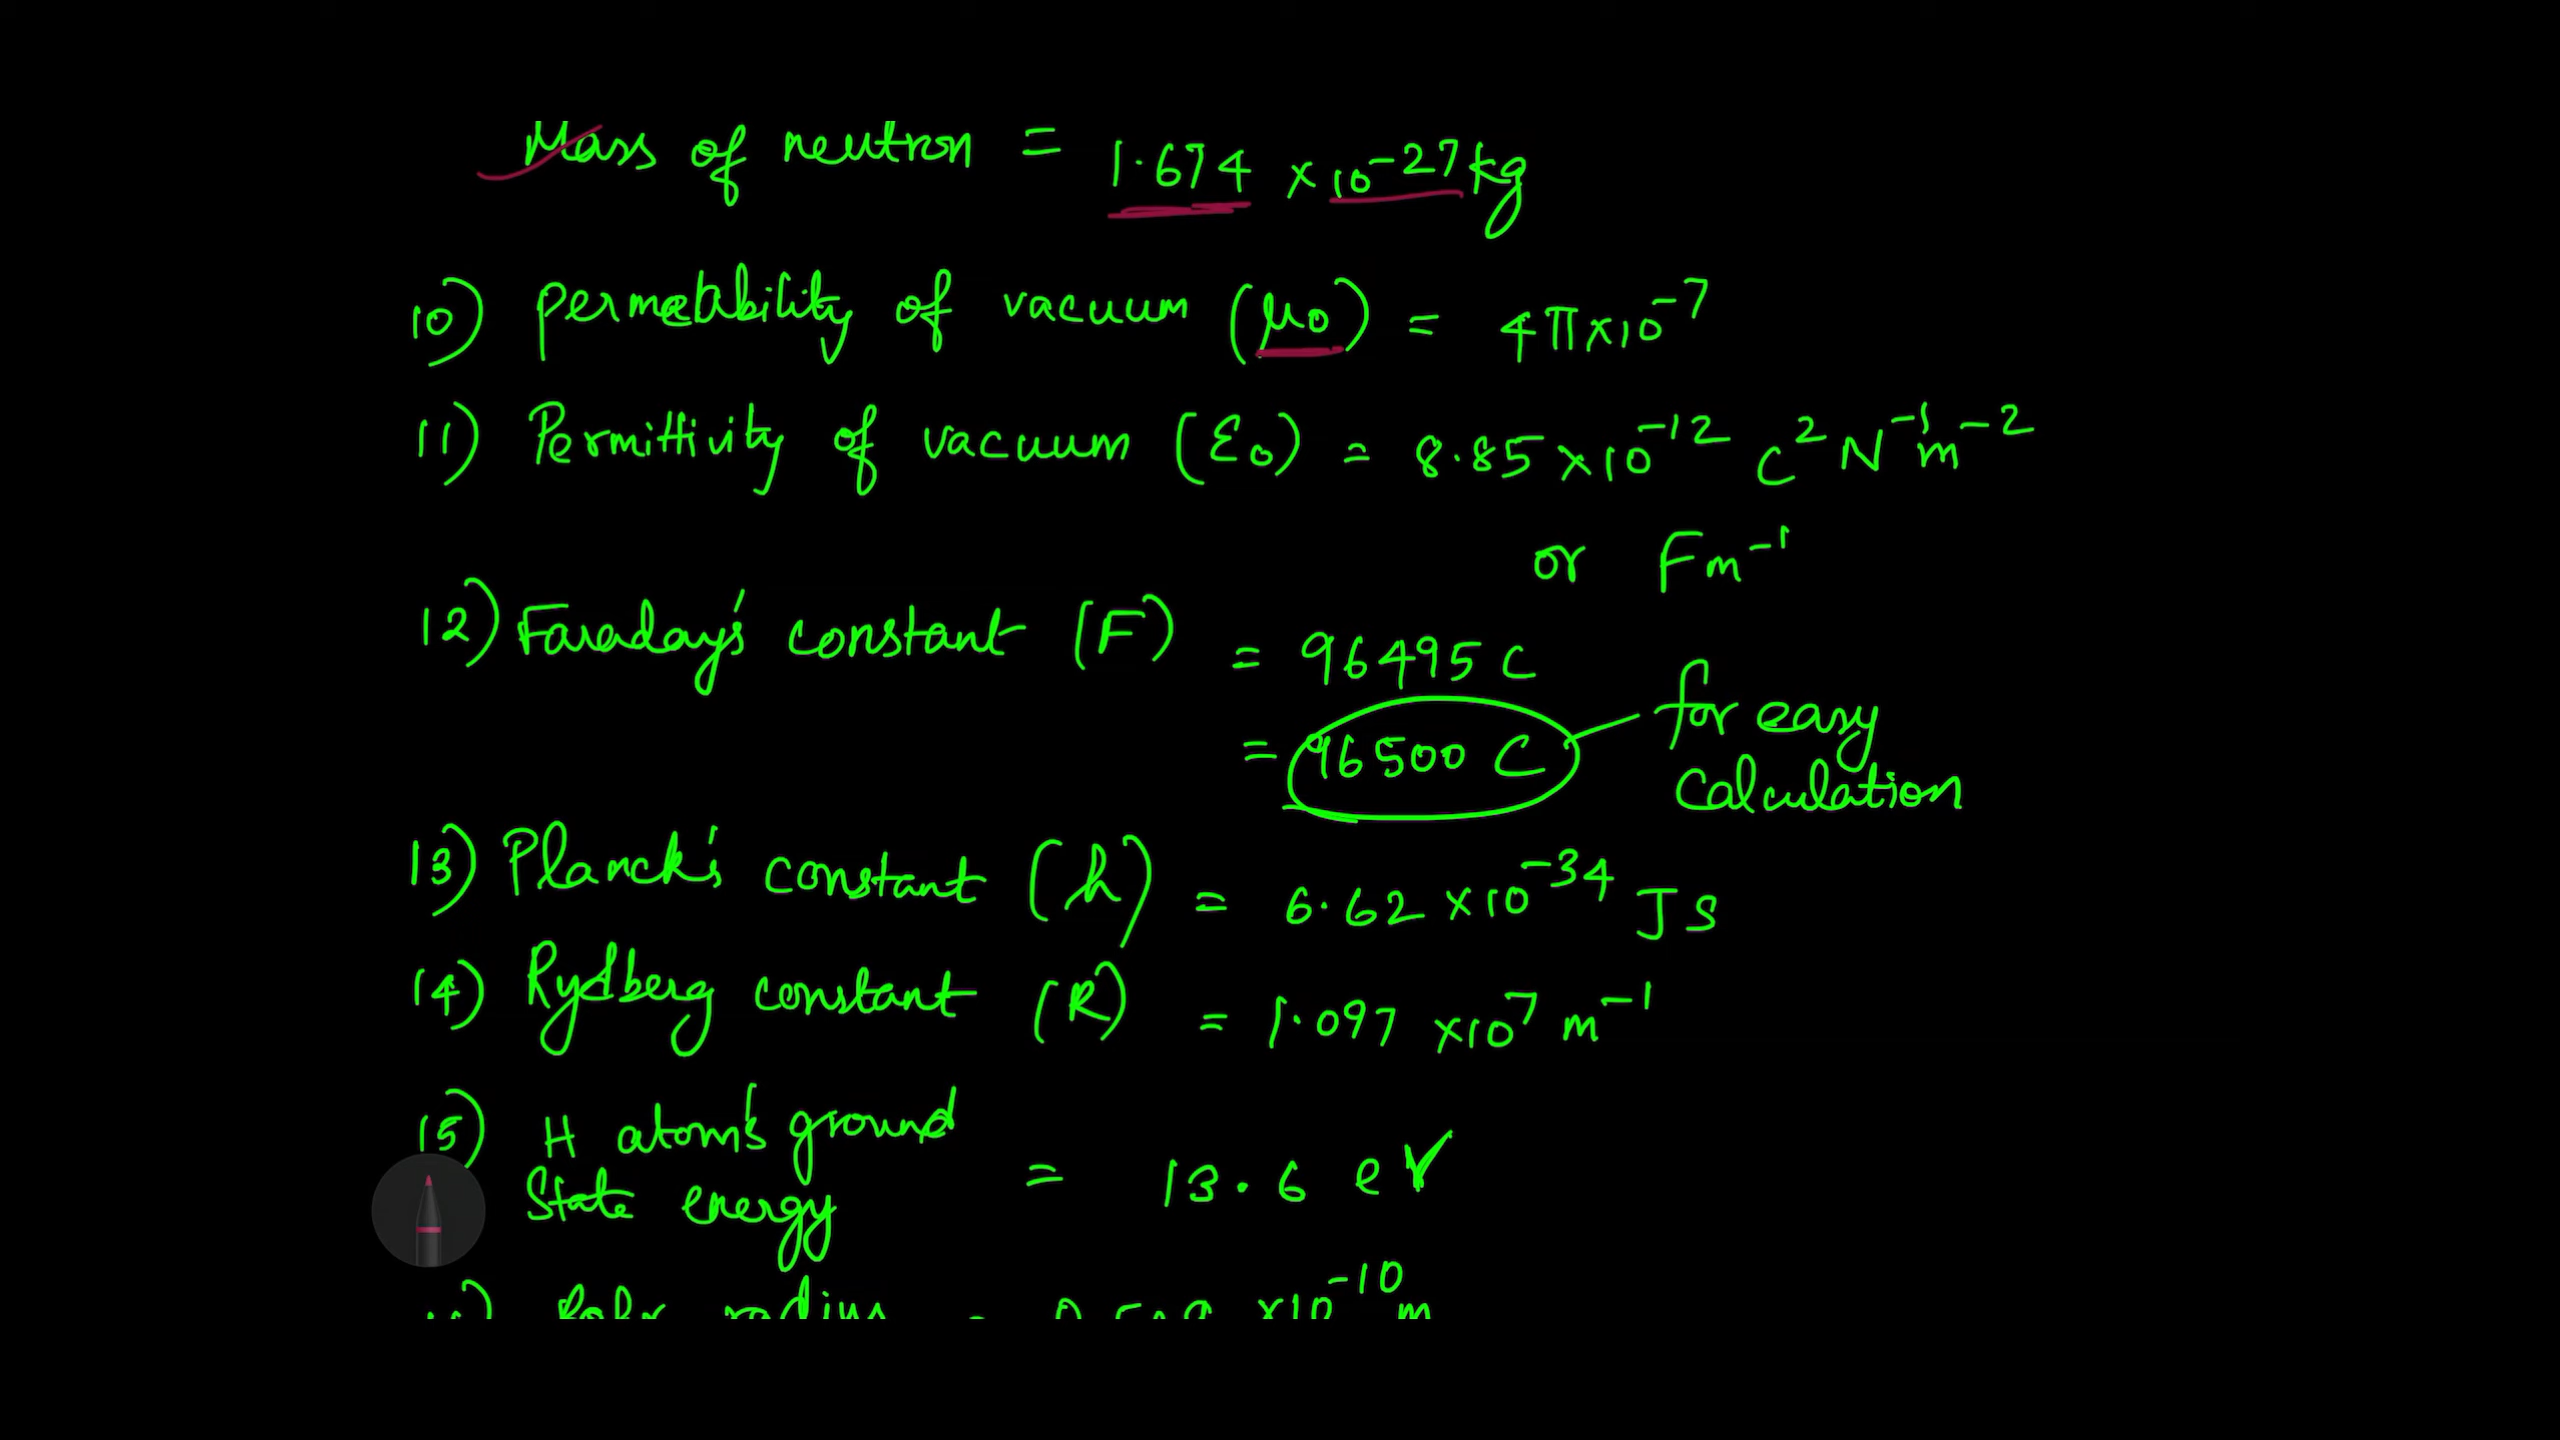 Mass of neutron = 1.674 ×10⁻²⁷ kg
10) permeability of vacuum (μ₀) = 4π×10⁻⁷
11) Permittivity of vacuum (ε₀) = 8.85 ×10⁻¹² C² N⁻¹ m⁻²
or Fm⁻¹
12) Faraday's constant (F) = 96495 C
= 96500 C for easy
calculation
13) Planck's constant (h) = 6.62 ×10⁻³⁴ JS
14) Rydberg constant (R) = 1.097 ×10⁷ m⁻¹
15) H atom's ground
State energy = 13.6 eV
radius ×10⁻¹⁰ m